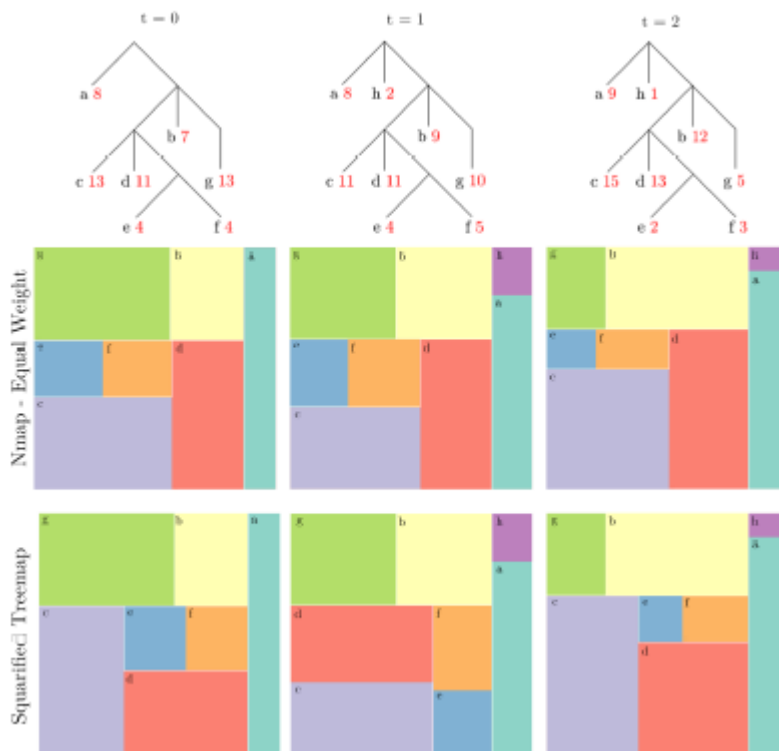 t = 0 t = 1 t = 2
a 8 a 8 h 2 a 9 h 1
b 7 b 9 b 12
c 13 d 11 g 13 c 11 d 11 g 10 c 15 d 13 g 5
e 4 f 4 e 4 f 5 e 2 f 3
Nmap - Equal Weight
g b a g b h g b h
a a
e f d e f d e f d
c c c
Squarified Treemap
g b a g b h g b h
a a
c e f d f c e f
d c e d